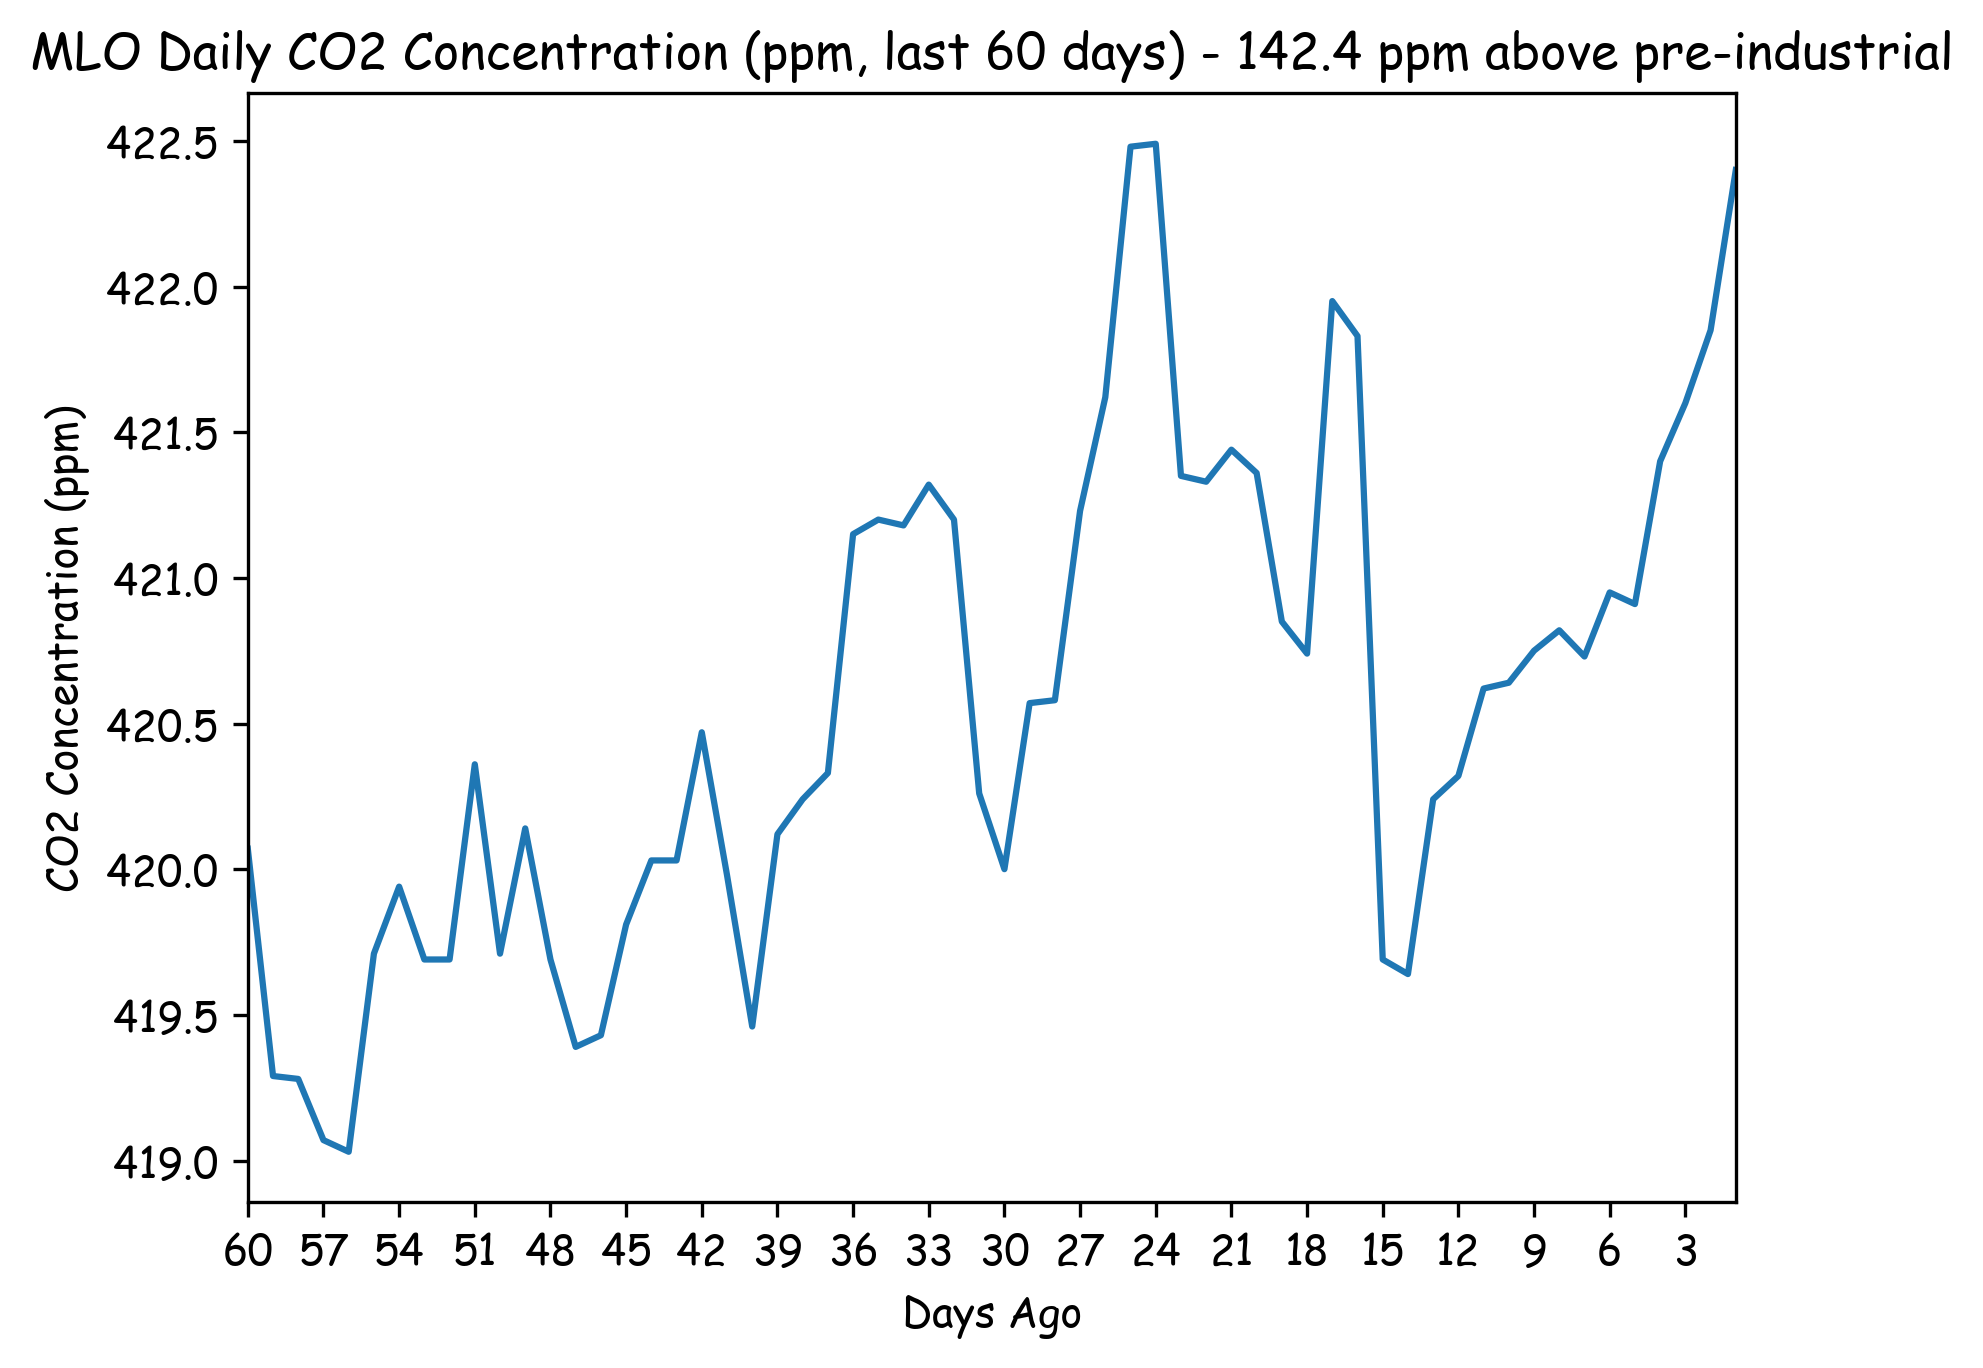 MLO Daily CO2 Concentration (ppm, last 60 days) - 142.4 ppm above pre-industrial
422.5
422.0
421.5
421.0
420.5
420.0
419.5
419.0
CO2 Concentration (ppm)
60 57 54 51 48 45 42 39 36 33 30 27 24 21 18 15 12 9 6 3
Days Ago